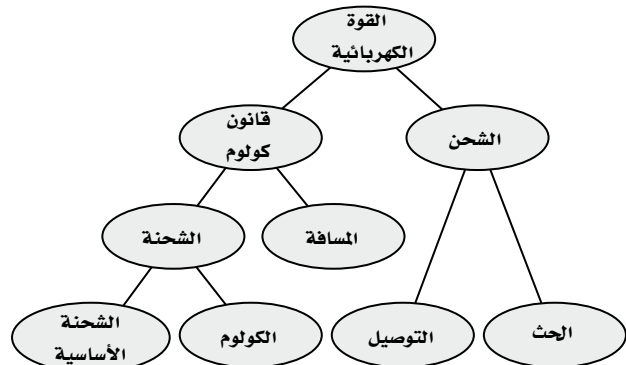 القوة
الكهربائية
قانون
كولوم
الشحن
الشحنة
المسافة
الشحنة
الأساسية
الكولوم
التوصيل
الحث